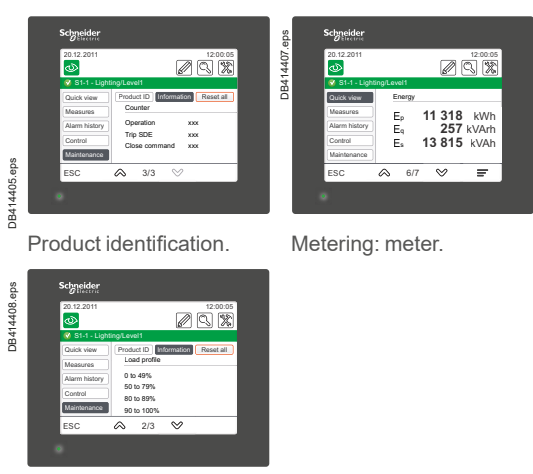 DB414405.eps
Schneider
Electric
20.12.2011 12:00:05
S1-1 - Lighting/Level1
Quick view Product ID Information Reset all
Counter
Measures
Alarm history Operation xxx
Trip SDE xxx
Control Close command xxx
Maintenance
ESC 3/3
Product identification.
DB414407.eps
Schneider
Electric
20.12.2011 12:00:05
S1-1 - Lighting/Level1
Quick view Energy
Measures Ep 11 318 kWh
Alarm history Eq 257 kVArh
Control Es 13 815 kVAh
Maintenance
ESC 6/7
Metering: meter.
DB414408.eps
Schneider
Electric
20.12.2011 12:00:05
S1-1 - Lighting/Level1
Quick view Product ID Information Reset all
Load profile
Measures
Alarm history 0 to 49%
50 to 79%
Control 80 to 89%
Maintenance 90 to 100%
ESC 2/3